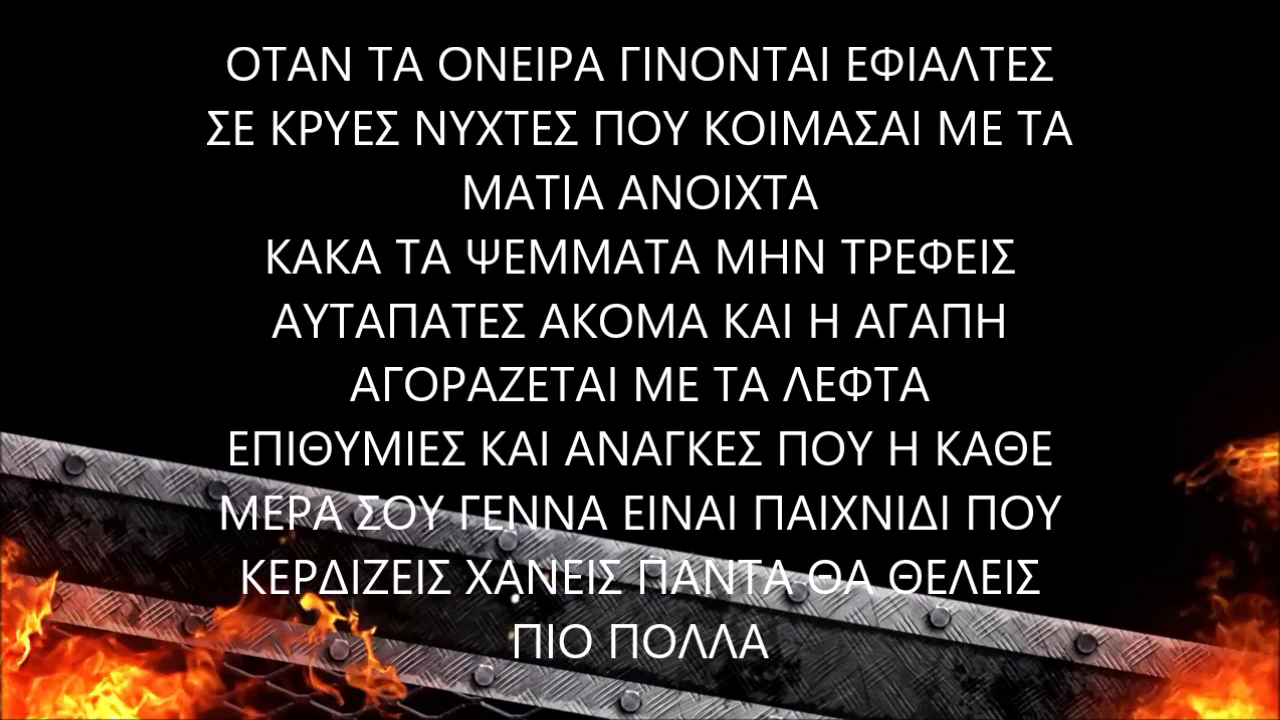 ΟΤΑΝ ΤΑ ΟΝΕΙΡΑ ΓΙΝΟΝΤΑΙ ΕΦΙΑΛΤΕΣ
ΣΕ ΚΡΥΕΣ ΝΥΧΤΕΣ ΠΟΥ ΚΟΙΜΑΣΑΙ ΜΕ ΤΑ
ΜΑΤΙΑ ΑΝΟΙΧΤΑ
ΚΑΚΑ ΤΑ ΨΕΜΜΑΤΑ ΜΗΝ ΤΡΕΦΕΙΣ
ΑΥΤΑΠΑΤΕΣ ΑΚΟΜΑ ΚΑΙ Η ΑΓΑΠΗ
ΑΓΟΡΑΖΕΤΑΙ ΜΕ ΤΑ ΛΕΦΤΑ
ΕΠΙΘΥΜΙΕΣ ΚΑΙ ΑΝΑΓΚΕΣ ΠΟΥ Η ΚΑΘΕ
ΜΕΡΑ ΣΟΥ ΓΕΝΝΑ ΕΙΝΑΙ ΠΑΙΧΝΙΔΙ ΠΟΥ
ΚΕΡΔΙΖΕΙΣ ΧΑΝΕΙΣ ΠΑΝΤΑ ΘΑ ΘΕΛΕΙΣ
ΠΙΟ ΠΟΛΛΑ